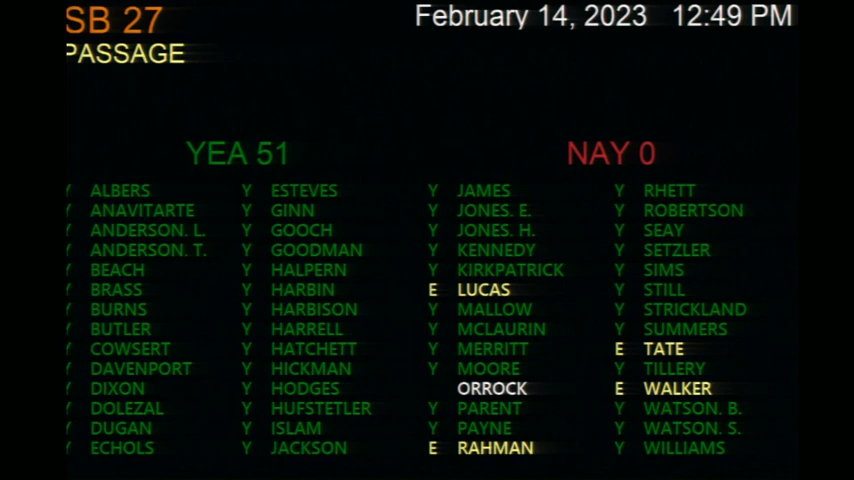 SB 27 February 14, 2023 12:49 PM
PASSAGE
YEA 51 NAY 0
Y ALBERS Y ESTEVES Y JAMES Y RHETT
Y ANAVITARTE Y GINN Y JONES. E. Y ROBERTSON
Y ANDERSON. L. Y GOOCH Y JONES. H. Y SEAY
Y ANDERSON. T. Y GOODMAN Y KENNEDY Y SETZLER
Y BEACH Y HALPERN Y KIRKPATRICK Y SIMS
Y BRASS Y HARBIN E LUCAS Y STILL
Y BURNS Y HARBISON Y MALLOW Y STRICKLAND
Y BUTLER Y HARRELL Y MCLAURIN Y SUMMERS
Y COWSERT Y HATCHETT Y MERRITT E TATE
Y DAVENPORT Y HICKMAN Y MOORE Y TILLERY
Y DIXON Y HODGES ORROCK E WALKER
Y DOLEZAL Y HUFSTETLER Y PARENT Y WATSON. B.
Y DUGAN Y ISLAM Y PAYNE Y WATSON. S.
Y ECHOLS Y JACKSON E RAHMAN Y WILLIAMS